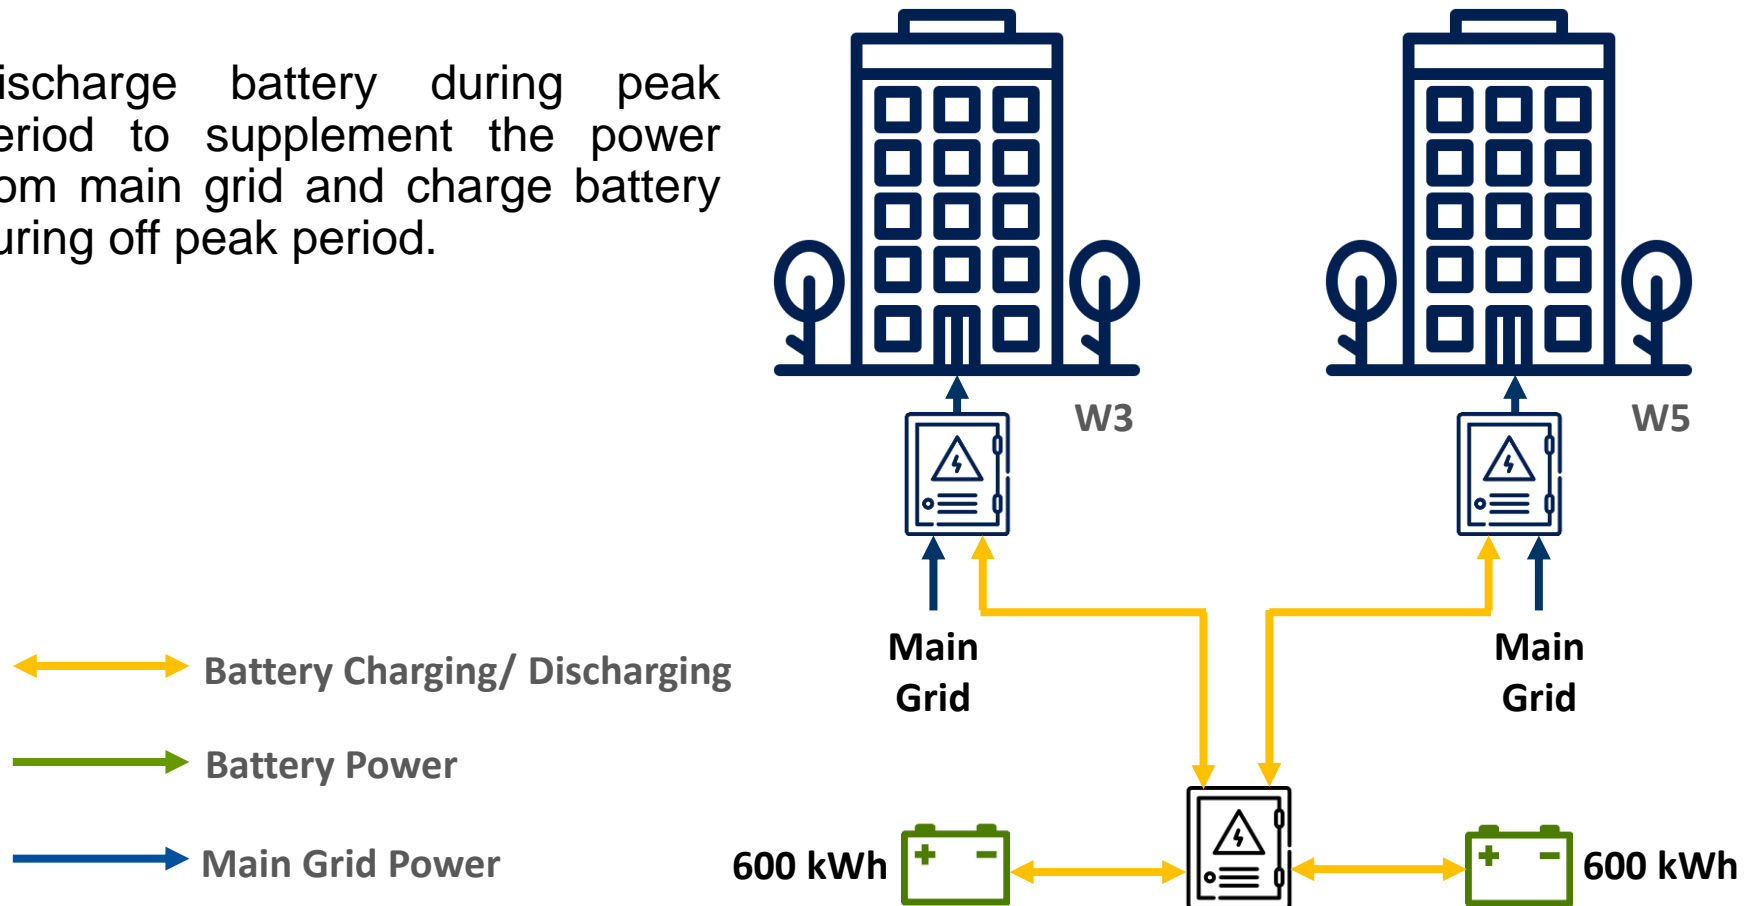 ischarge battery during peak
eriod to supplement the power
om main grid and charge battery
uring off peak period.
W3
W5
Main
Grid
Main
Grid
Battery Charging/ Discharging
Battery Power
Main Grid Power
600 kWh
600 kWh